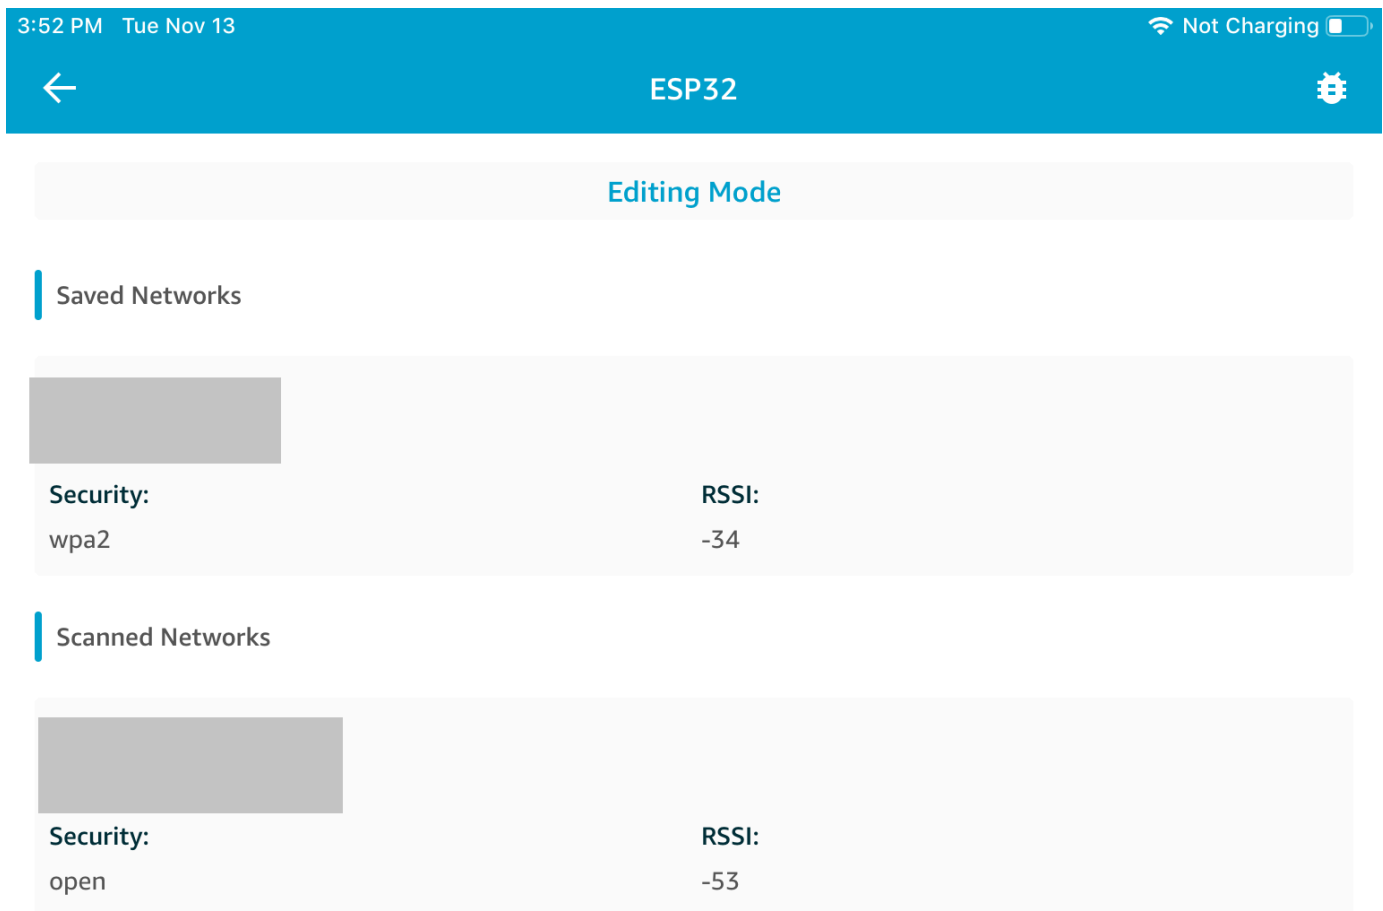 3:52 PM Tue Nov 13 Not Charging
ESP32
Editing Mode
Saved Networks
Security: RSSI:
wpa2 -34
Scanned Networks
Security: RSSI:
open -53